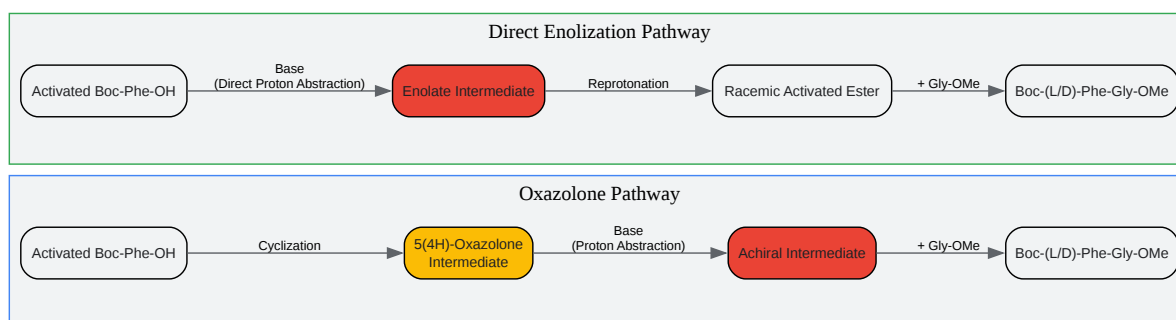 Direct Enolization Pathway
Activated Boc-Phe-OH
Base
(Direct Proton Abstraction)
Enolate Intermediate
Reprotonation
Racemic Activated Ester
+ Gly-OMe
Boc-(L/D)-Phe-Gly-OMe
Oxazolone Pathway
Activated Boc-Phe-OH
Cyclization
5(4H)-Oxazolone
Intermediate
Base
(Proton Abstraction)
Achiral Intermediate
+ Gly-OMe
Boc-(L/D)-Phe-Gly-OMe